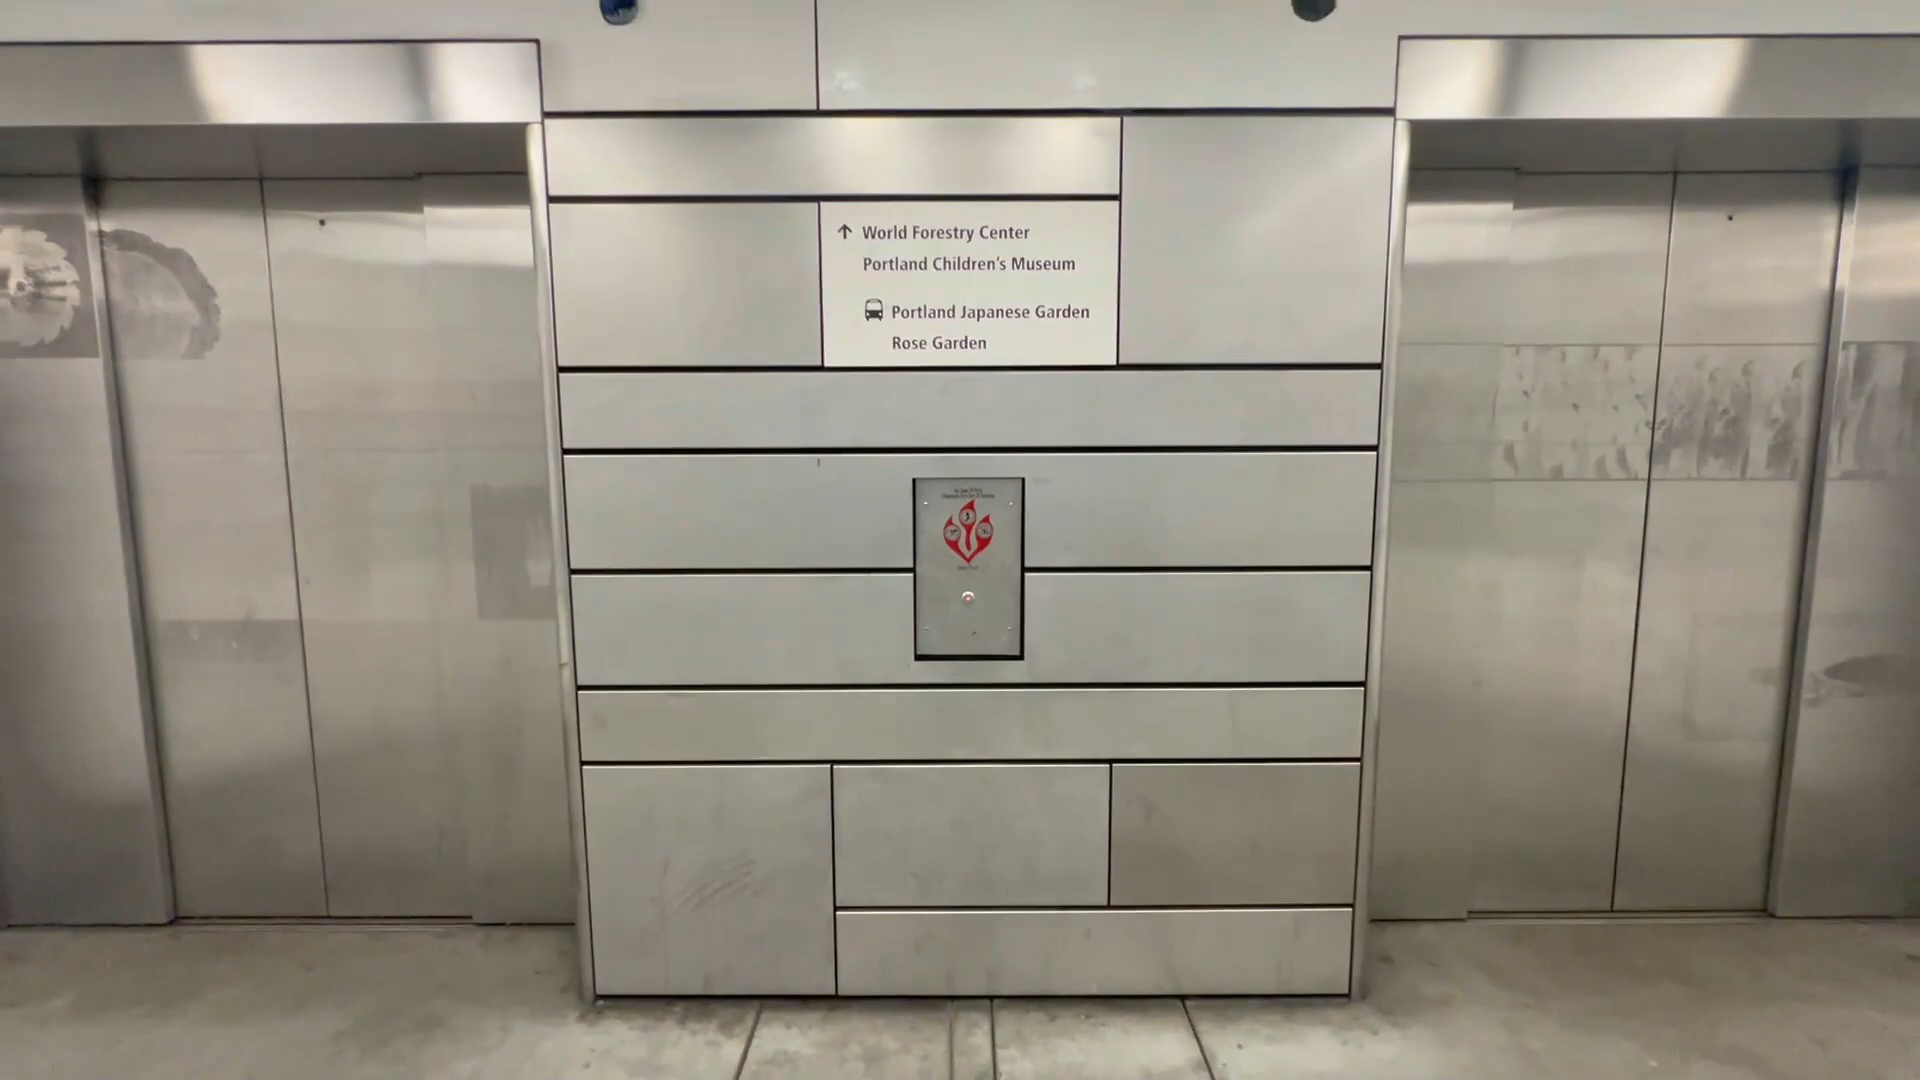 World Forestry Center
Portland Children's Museum
Portland Japanese Garden
Rose Garden